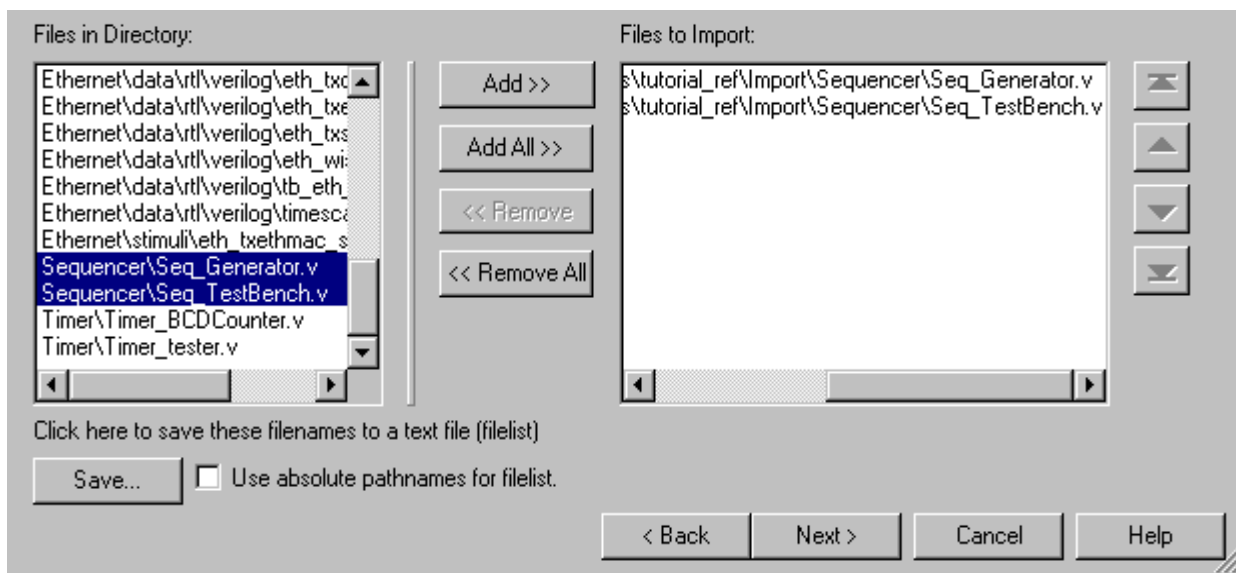 Files in Directory:
Ethernet\data\rtl\verilog\eth_txc
Ethernet\data\rtl\verilog\eth_txe
Ethernet\data\rtl\verilog\eth_txs
Ethernet\data\rtl\verilog\eth_wis
Ethernet\data\rtl\verilog\tb_eth_
Ethernet\data\rtl\verilog\timesca
Ethernet\stimuli\eth_txethmac_s
Sequencer\Seq_Generator.v
Sequencer\Seq_TestBench.v
Timer\Timer_BCDCounter.v
Timer\Timer_tester.v
Add >>
Add All >>
<< Remove
<< Remove All
Files to Import:
s\tutorial_ref\Import\Sequencer\Seq_Generator.v
s\tutorial_ref\Import\Sequencer\Seq_TestBench.v
Click here to save these filenames to a text file (filelist)
Save... Use absolute pathnames for filelist.
< Back Next > Cancel Help